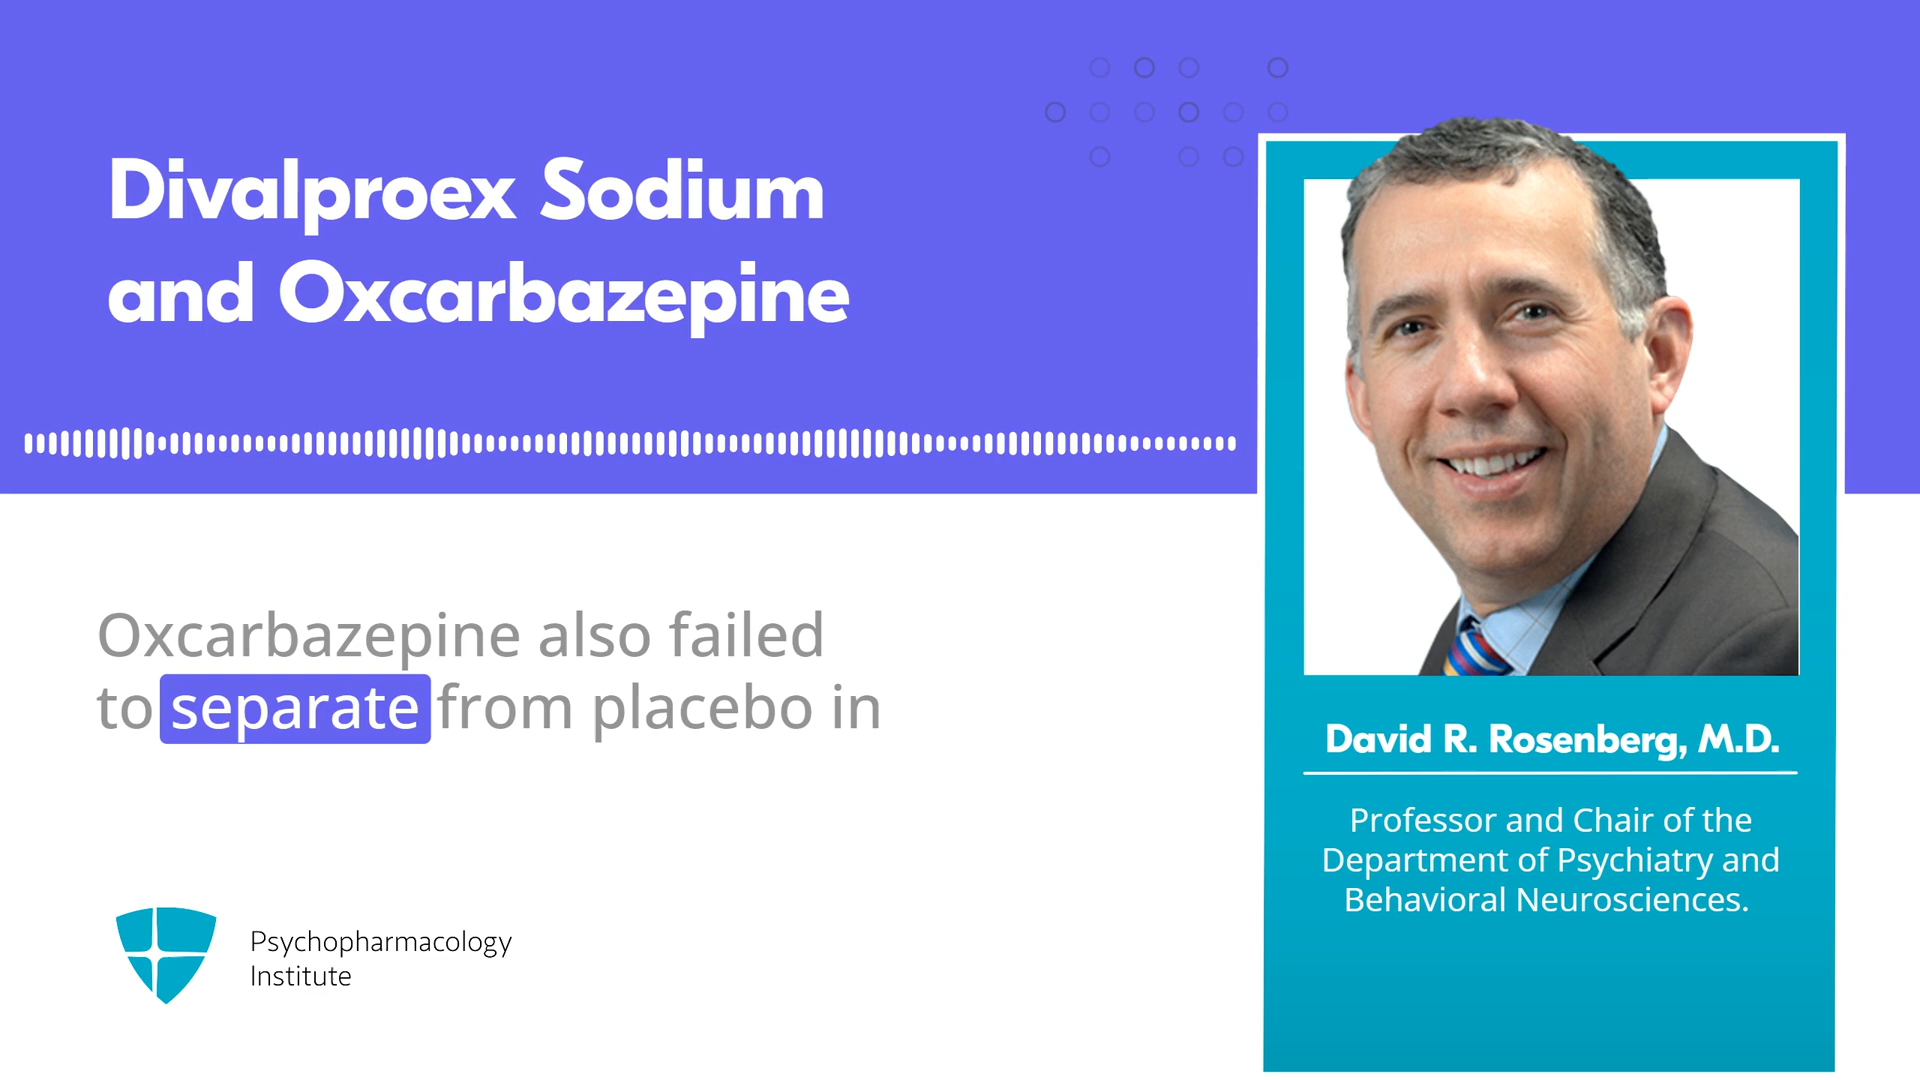 Divalproex Sodium
and Oxcarbazepine
Oxcarbazepine also failed
to separate from placebo in
Psychopharmacology
Institute
David R. Rosenberg, M.D.
Professor and Chair of the
Department of Psychiatry and
Behavioral Neurosciences.